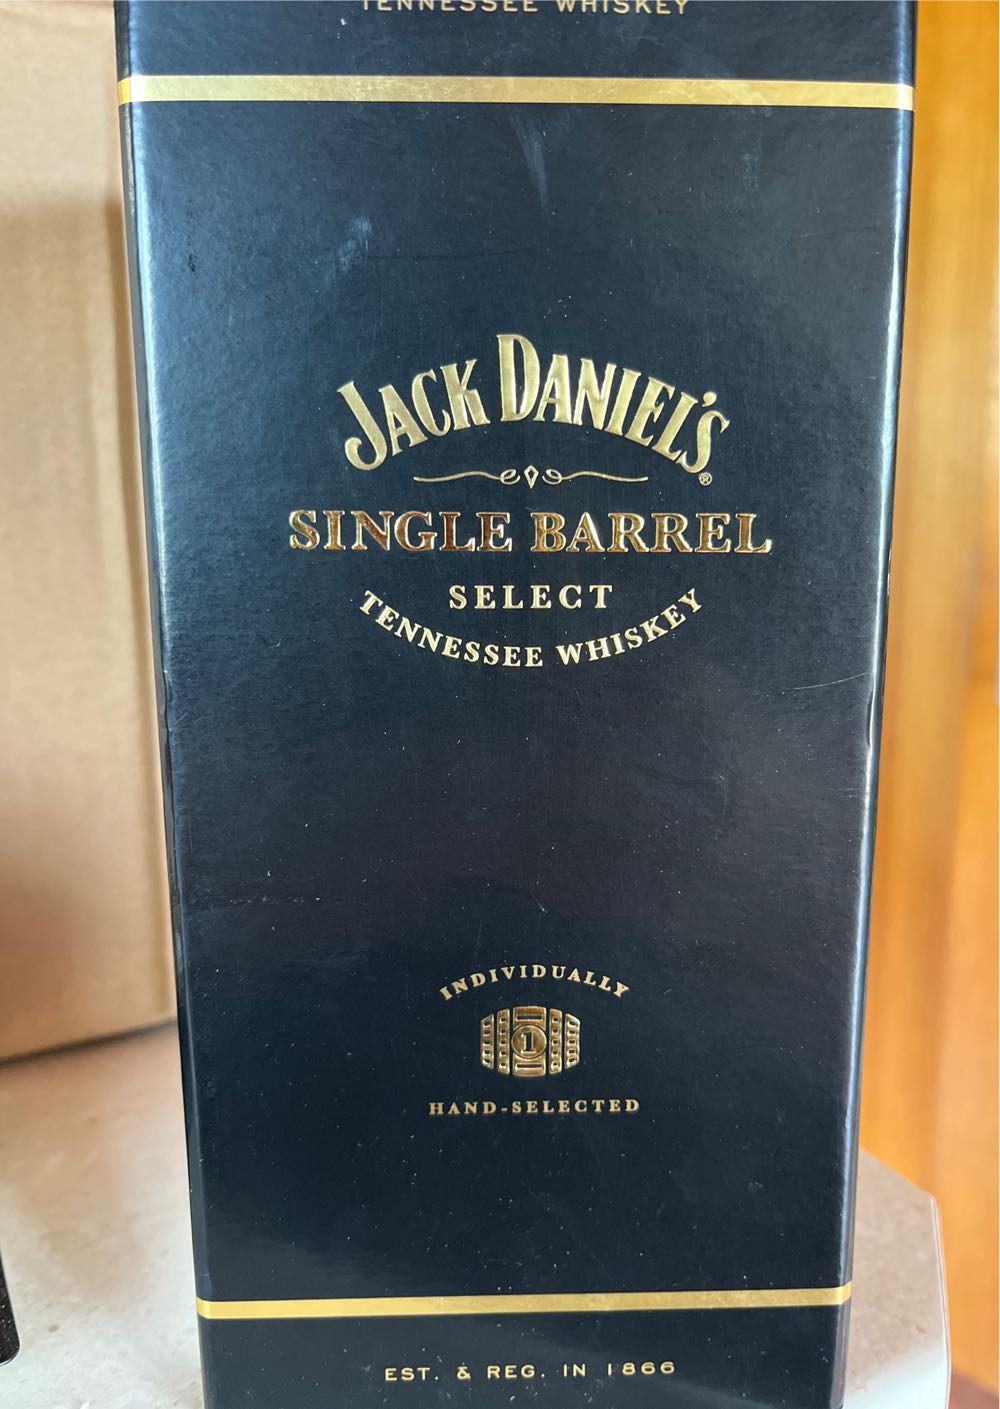 TENNESSEE WHISKEY
JACK DANIEL'S®
SINGLE BARREL
SELECT
TENNESSEE WHISKEY
INDIVIDUALLY
1
HAND-SELECTED
EST. & REG. IN 1866